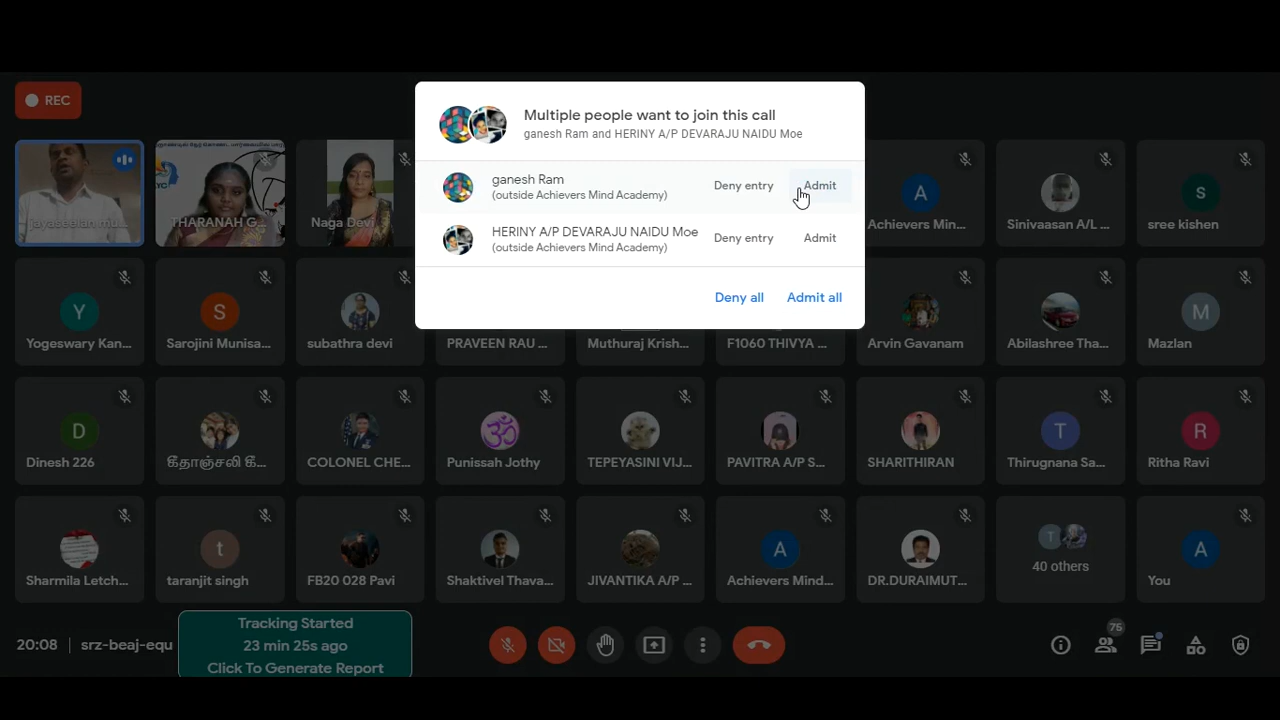 REC
Multiple people want to join this call
ganesh Ram and HERINY A/P DEVARAJU NAIDU Moe
ganesh Ram
(outside Achievers Mind Academy)
Deny entry
Admit
HERINY A/P DEVARAJU NAIDU Moe
(outside Achievers Mind Academy)
Deny entry
Admit
Deny all
Admit all
jayaseelan mu...
THARANAH G...
Naga Devi
Achievers Min...
Sinivaasan A/L ...
sree kishen
Yogeswary Kan...
Sarojini Munisa...
subathra devi
PRAVEEN RAU ...
Muthuraj Krish...
F1060 THIVYA ...
Arvin Gavanam
Abilashree Tha...
Mazlan
Dinesh 226
கீதாஞ்சலி கீ...
COLONEL CHE...
Punissah Jothy
TEPEYASINI VIJ...
PAVITRA A/P S...
SHARITHIRAN
Thirugnana Sa...
Ritha Ravi
Sharmila Letch...
taranjit singh
FB20 028 Pavi
Shaktivel Thava...
JIVANTIKA A/P ...
Achievers Mind...
DR.DURAIMUT...
40 others
You
A
S
Y
S
M
D
T
R
t
A
T
A
20:08 | srz-beaj-equ
Tracking Started
23 min 25s ago
Click To Generate Report
75